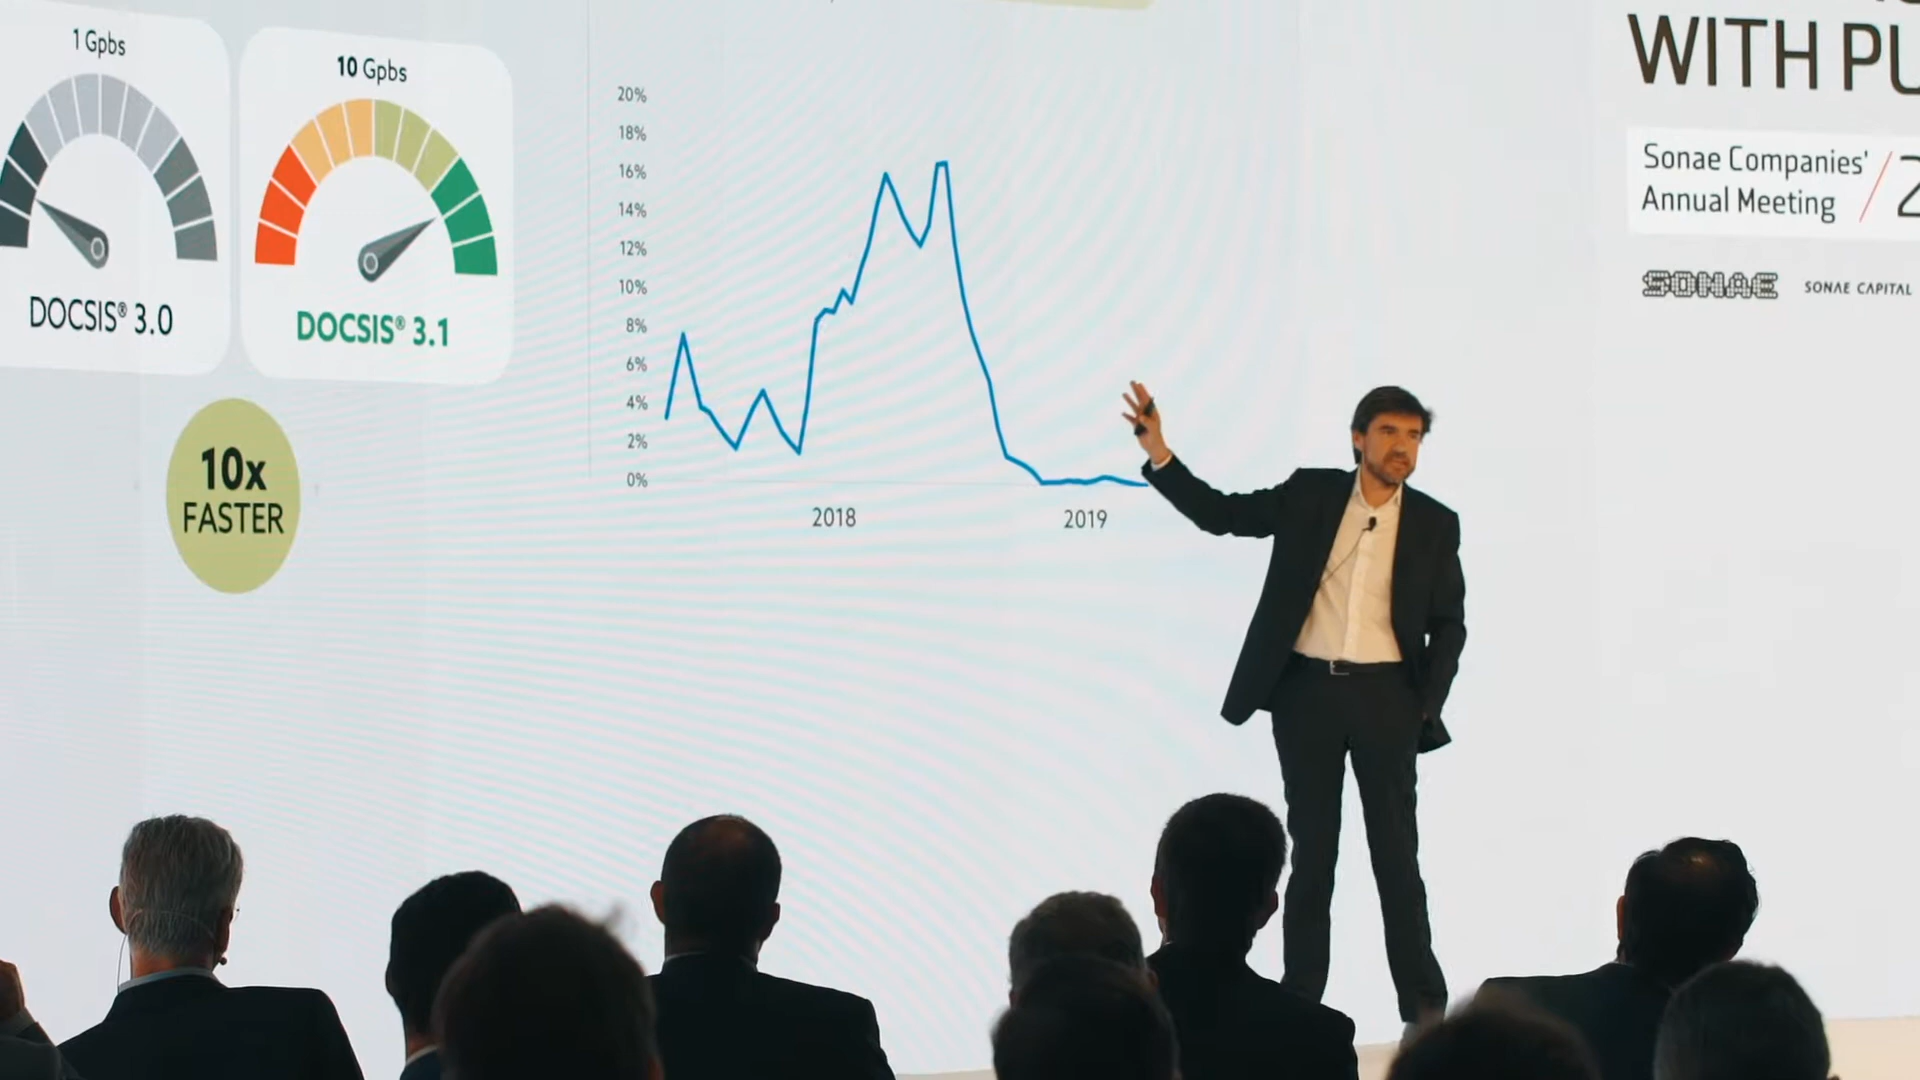 1 Gpbs
DOCSIS® 3.0
10 Gpbs
DOCSIS® 3.1
10x
FASTER
20%
18%
16%
14%
12%
10%
8%
6%
4%
2%
0%
2018
2019
WITH
Sonae Companies'
Annual Meeting /
SONAE
SONAE CAPITAL